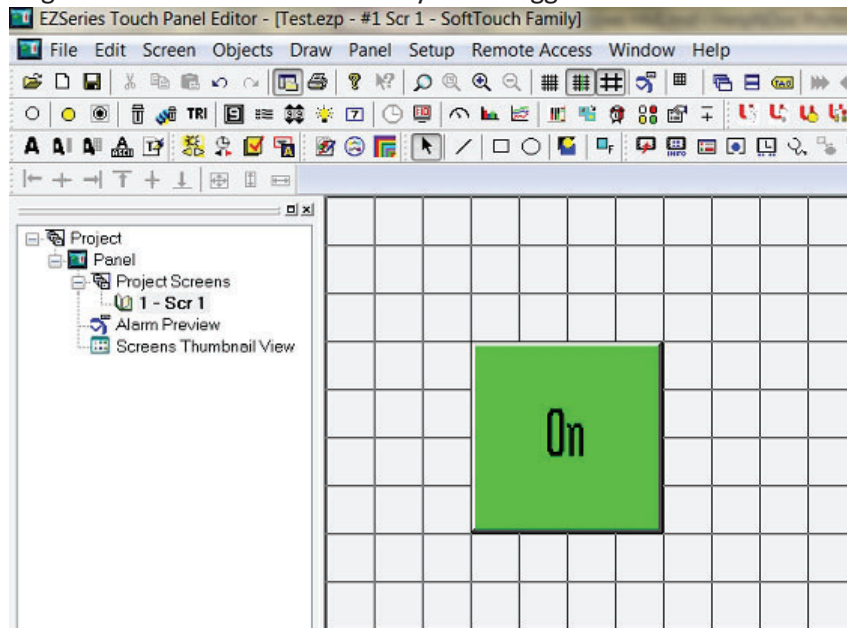 EZSeries Touch Panel Editor - [Test.ezp - #1 Scr 1 - SoftTouch Family]
File Edit Screen Objects Draw Panel Setup Remote Access Window Help
TRI
Project
Panel
Project Screens
1 - Scr 1
Alarm Preview
Screens Thumbnail View
On